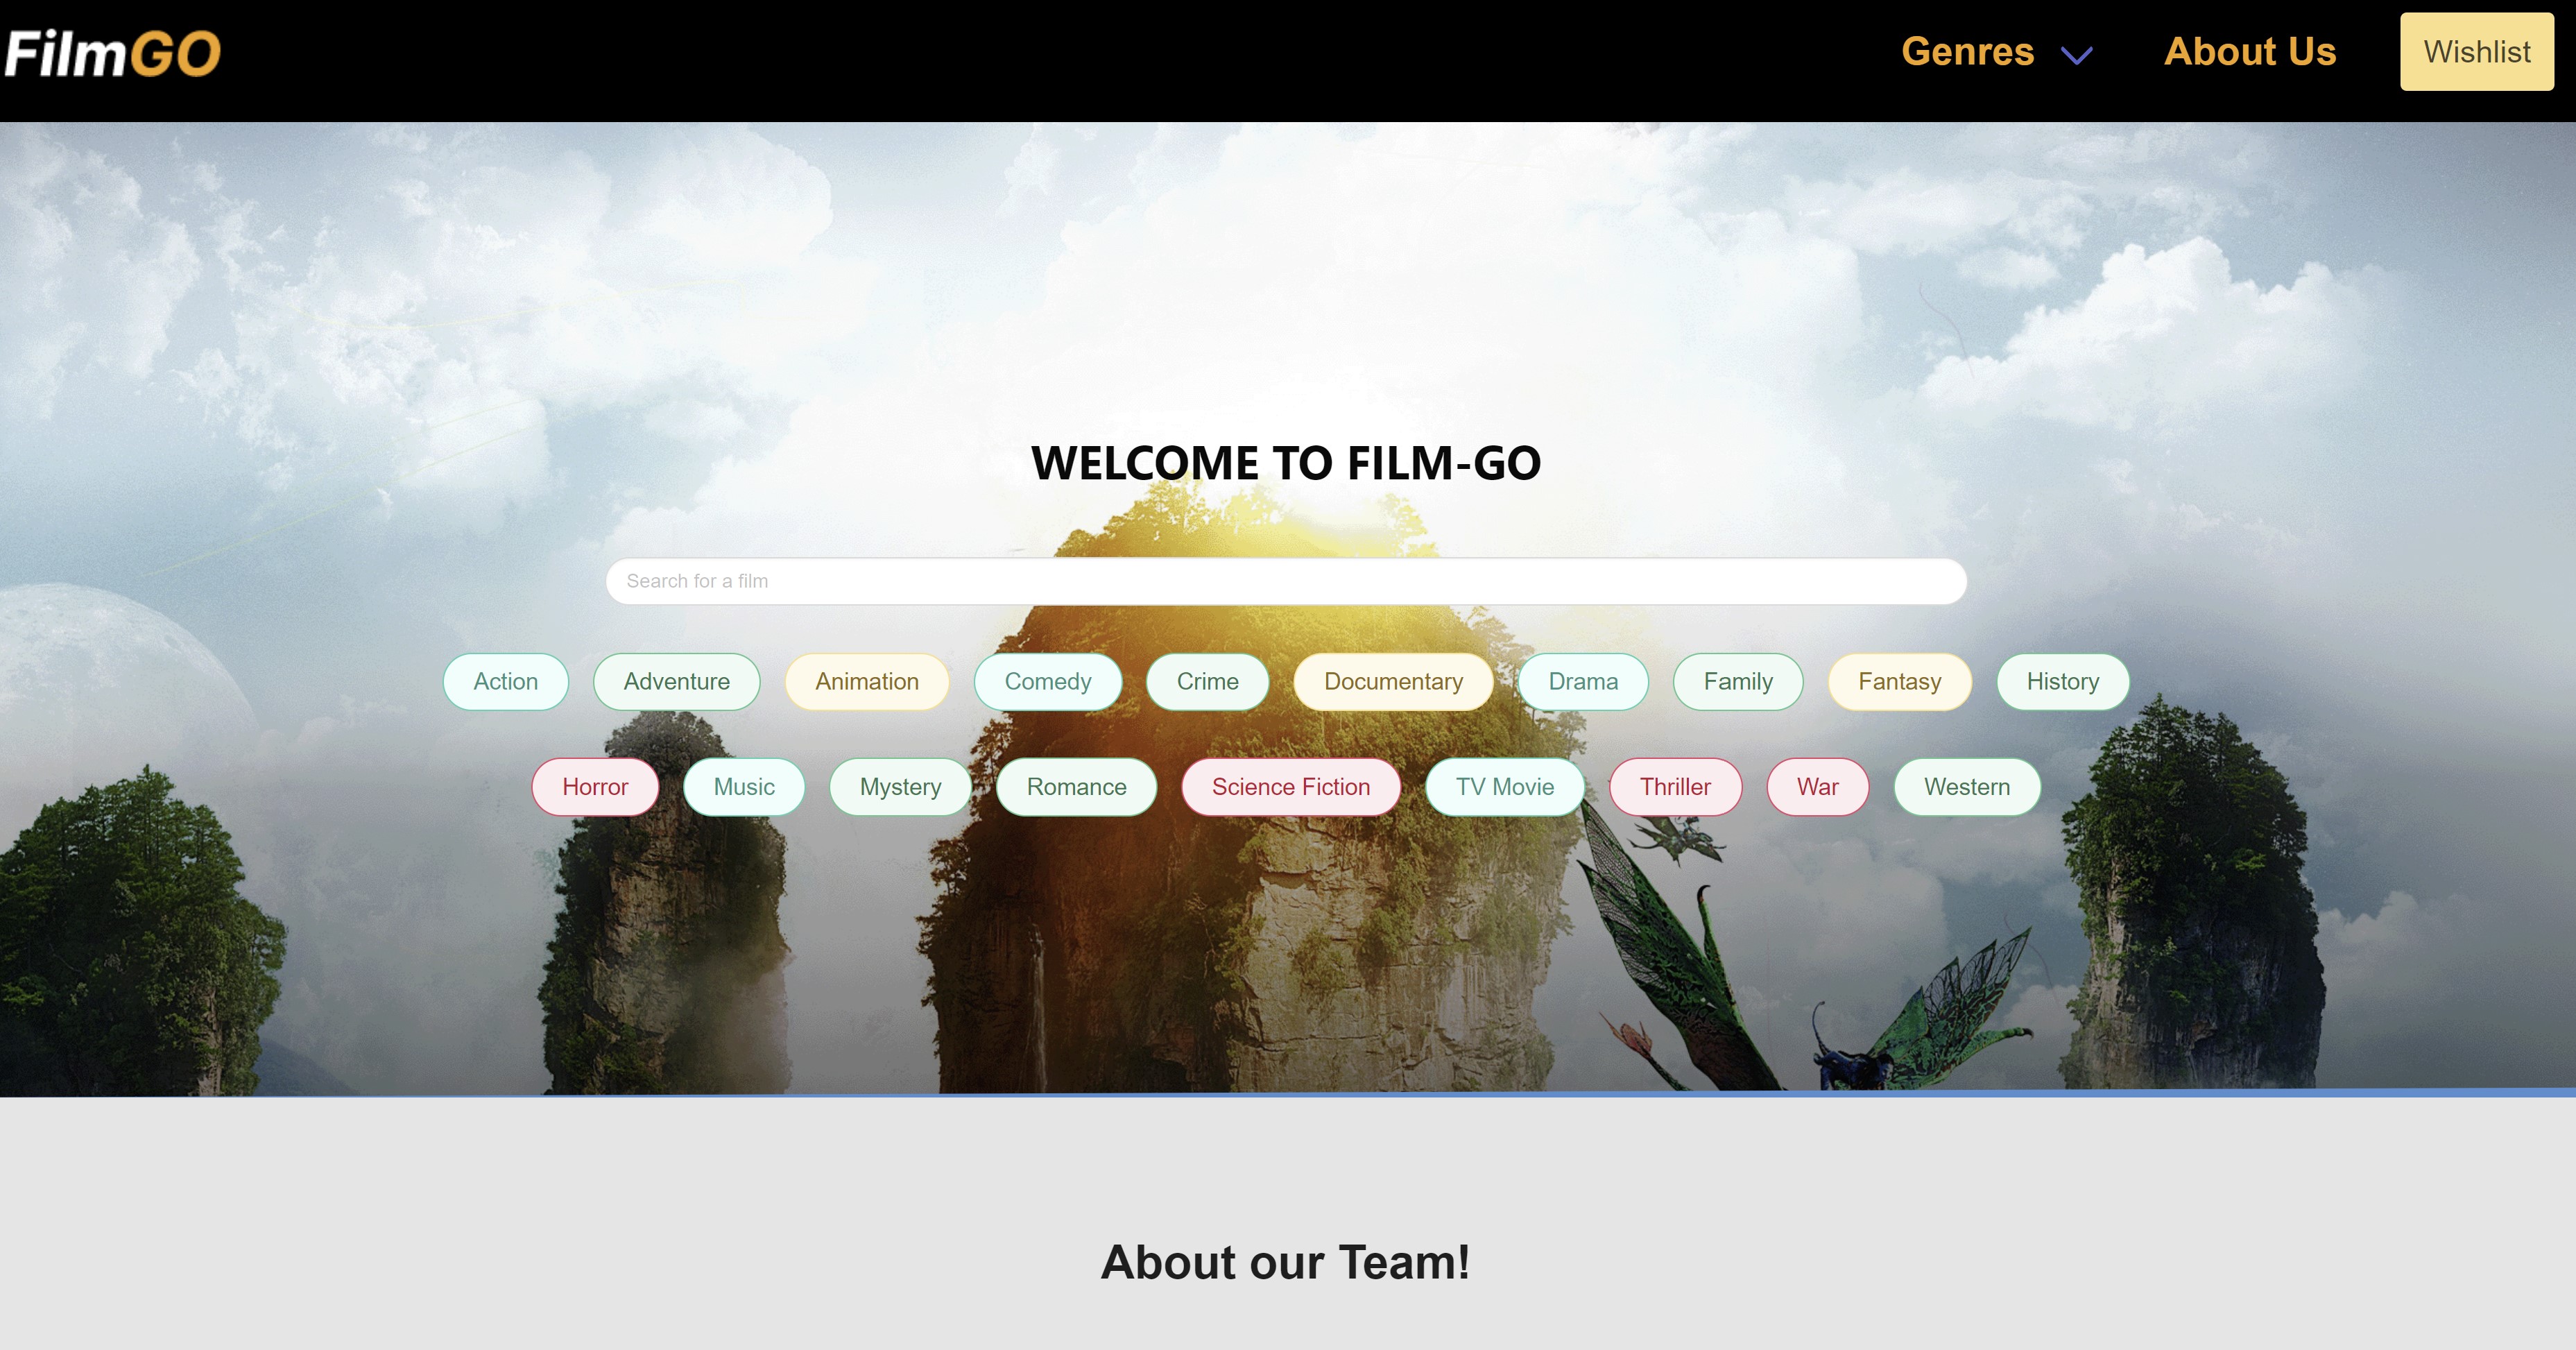 FilmGO
Genres About Us Wishlist
WELCOME TO FILM-GO
Search for a film
Action Adventure Animation Comedy Crime Documentary Drama Family Fantasy History
Horror Music Mystery Romance Science Fiction TV Movie Thriller War Western
About our Team!